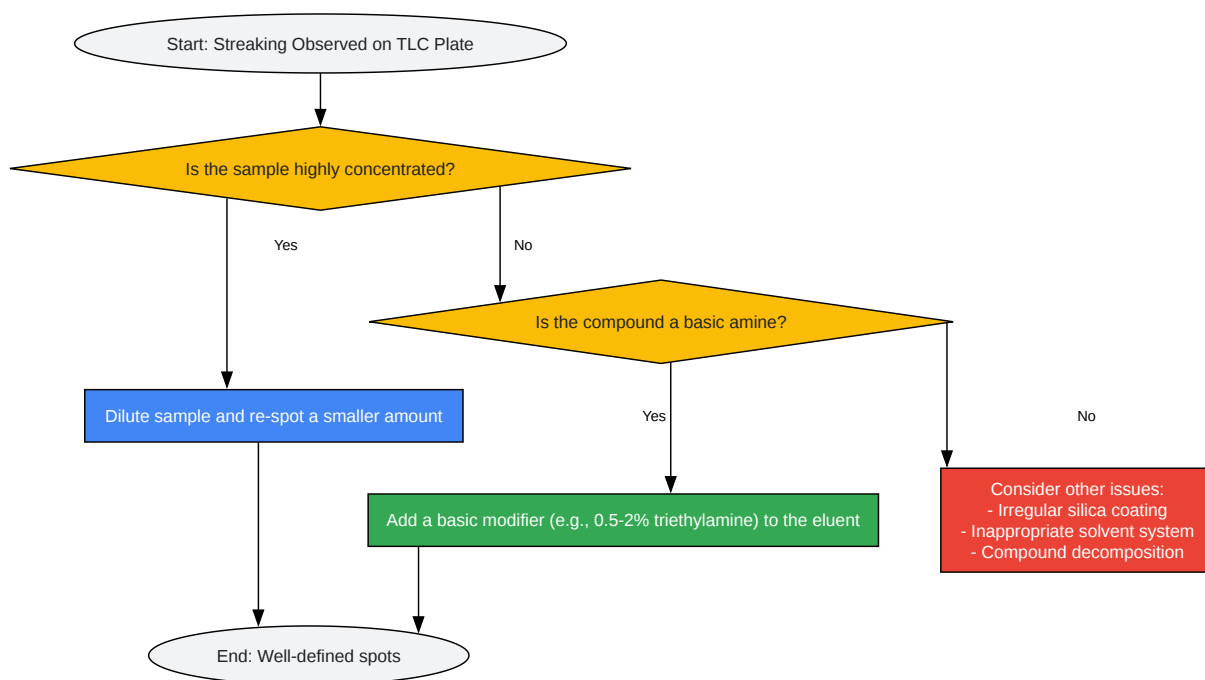 Start: Streaking Observed on TLC Plate
Is the sample highly concentrated?
Yes
No
Is the compound a basic amine?
Dilute sample and re-spot a smaller amount
Yes
No
Add a basic modifier (e.g., 0.5-2% triethylamine) to the eluent
Consider other issues:
- Irregular silica coating
- Inappropriate solvent system
- Compound decomposition
End: Well-defined spots